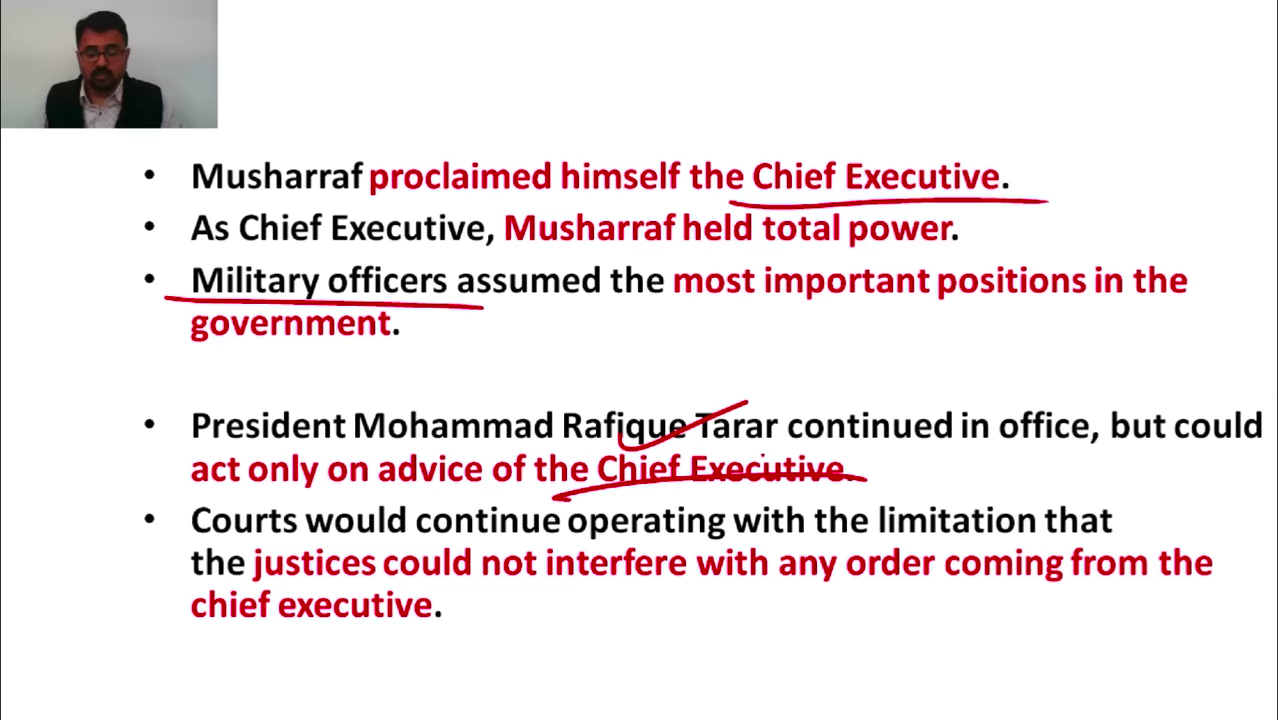 • Musharraf proclaimed himself the Chief Executive.
• As Chief Executive, Musharraf held total power.
• Military officers assumed the most important positions in the
government.
• President Mohammad Rafique Tarar continued in office, but could
act only on advice of the Chief Executive.
• Courts would continue operating with the limitation that
the justices could not interfere with any order coming from the
chief executive.